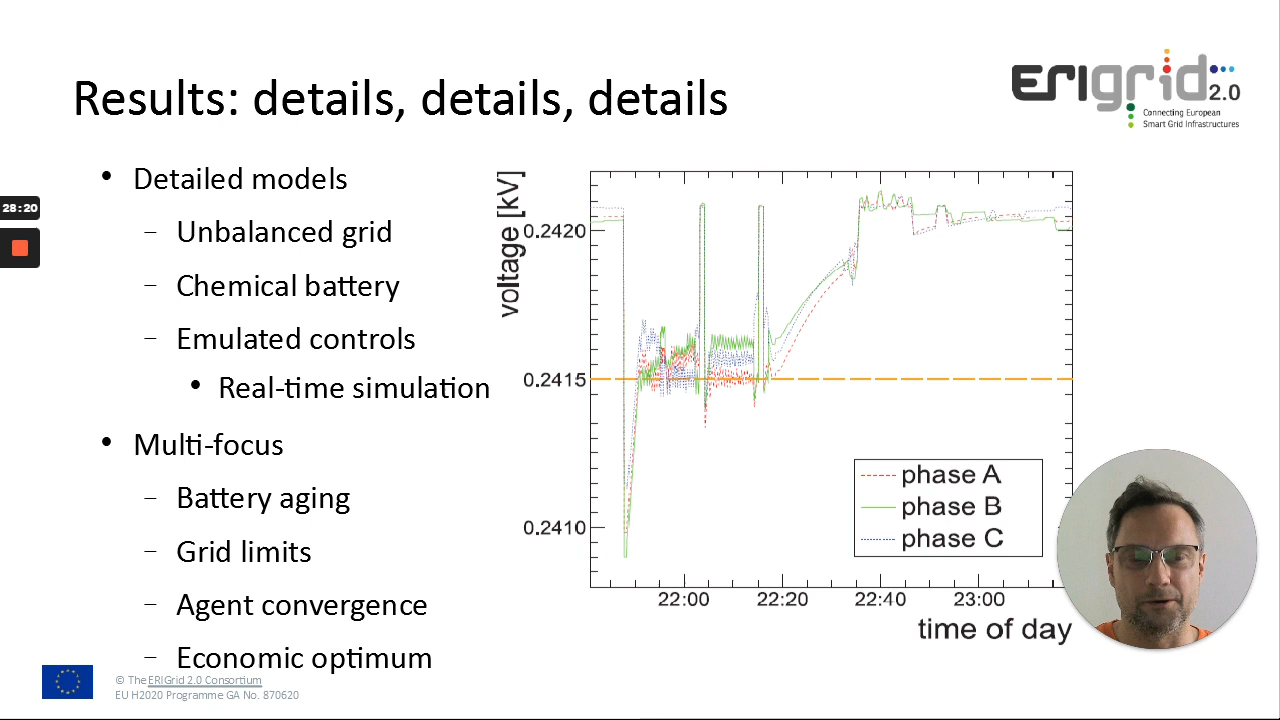 Results: details, details, details
ERIgrid 2.0
Connecting European
Smart Grid Infrastructures
• Detailed models
– Unbalanced grid
– Chemical battery
– Emulated controls
• Real-time simulation
• Multi-focus
– Battery aging
– Grid limits
– Agent convergence
– Economic optimum
28:20
voltage [kV]
0.2420
0.2415
0.2410
phase A
phase B
phase C
22:00 22:20 22:40 23:00
time of day
© The ERIGrid 2.0 Consortium
EU H2020 Programme GA No. 870620